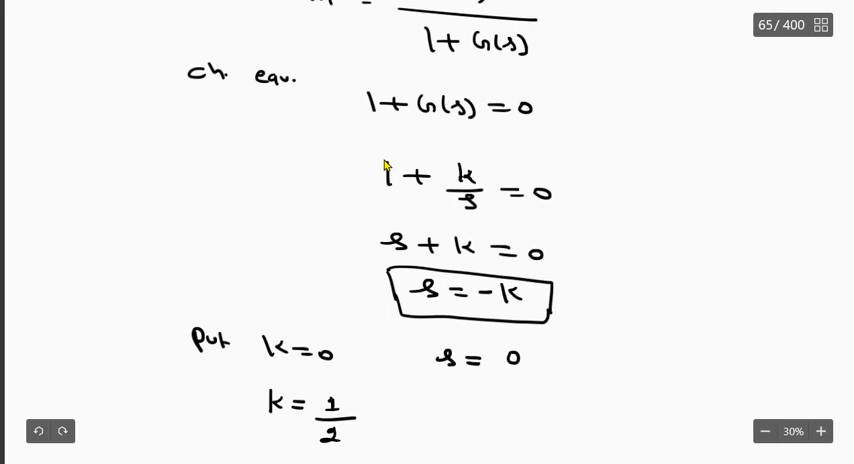 65 / 400
1 + G(s)
Ch. equ.
1 + G(s) = 0
1 + k/s = 0
s + k = 0
s = -k
Put k = 0 s = 0
k = 1/2
30%